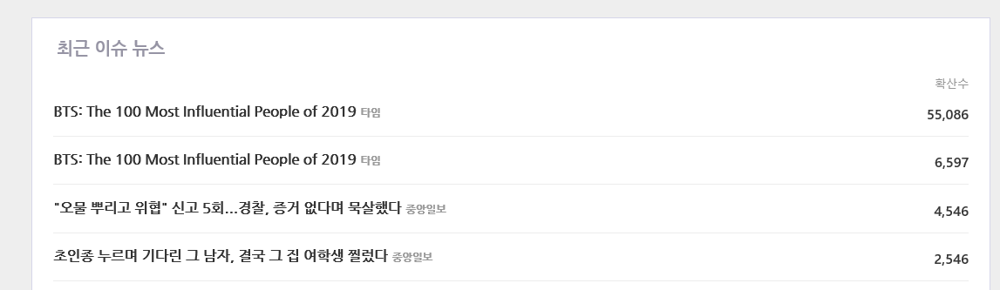 최근 이슈 뉴스
확산수
BTS: The 100 Most Influential People of 2019 타임 55,086
BTS: The 100 Most Influential People of 2019 타임 6,597
"오물 뿌리고 위협" 신고 5회...경찰, 증거 없다며 묵살했다 중앙일보 4,546
초인종 누르며 기다린 그 남자, 결국 그 집 여학생 찔렀다 중앙일보 2,546